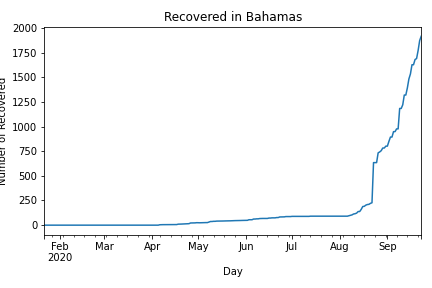 Recovered in Bahamas
Number of Recovered
2000
1750
1500
1250
1000
750
500
250
0
Feb Mar Apr May Jun Jul Aug Sep
2020
Day